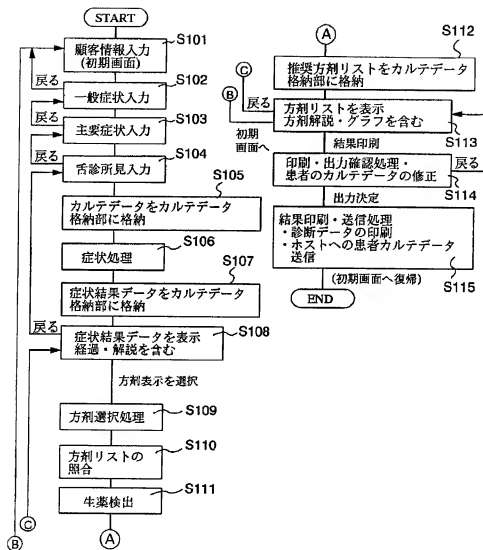 START
S101
顧客情報入力
(初期画面)
戻る
S102
一般症状入力
戻る
S103
主要症状入力
戻る
S104
舌診所見入力
S105
カルテデータをカルテデータ
格納部に格納
S106
症状処理
S107
症状結果データをカルテデータ
格納部に格納
戻る
S108
症状結果データを表示
経過・解説を含む
方剤表示を選択
S109
方剤選択処理
S110
方剤リストの
照合
S111
生薬検出
B
C
A
A
S112
推奨方剤リストをカルテデータ
格納部に格納
C
B
戻る
方剤リストを表示
方剤解説・グラフを含む
S113
初期
画面へ
結果印刷
印刷・出力確認処理・
患者のカルテデータの修正
戻る
S114
出力決定
結果印刷・送信処理
・診断データの印刷
・ホストへの患者カルテデータ
送信
S115
(初期画面へ復帰)
END